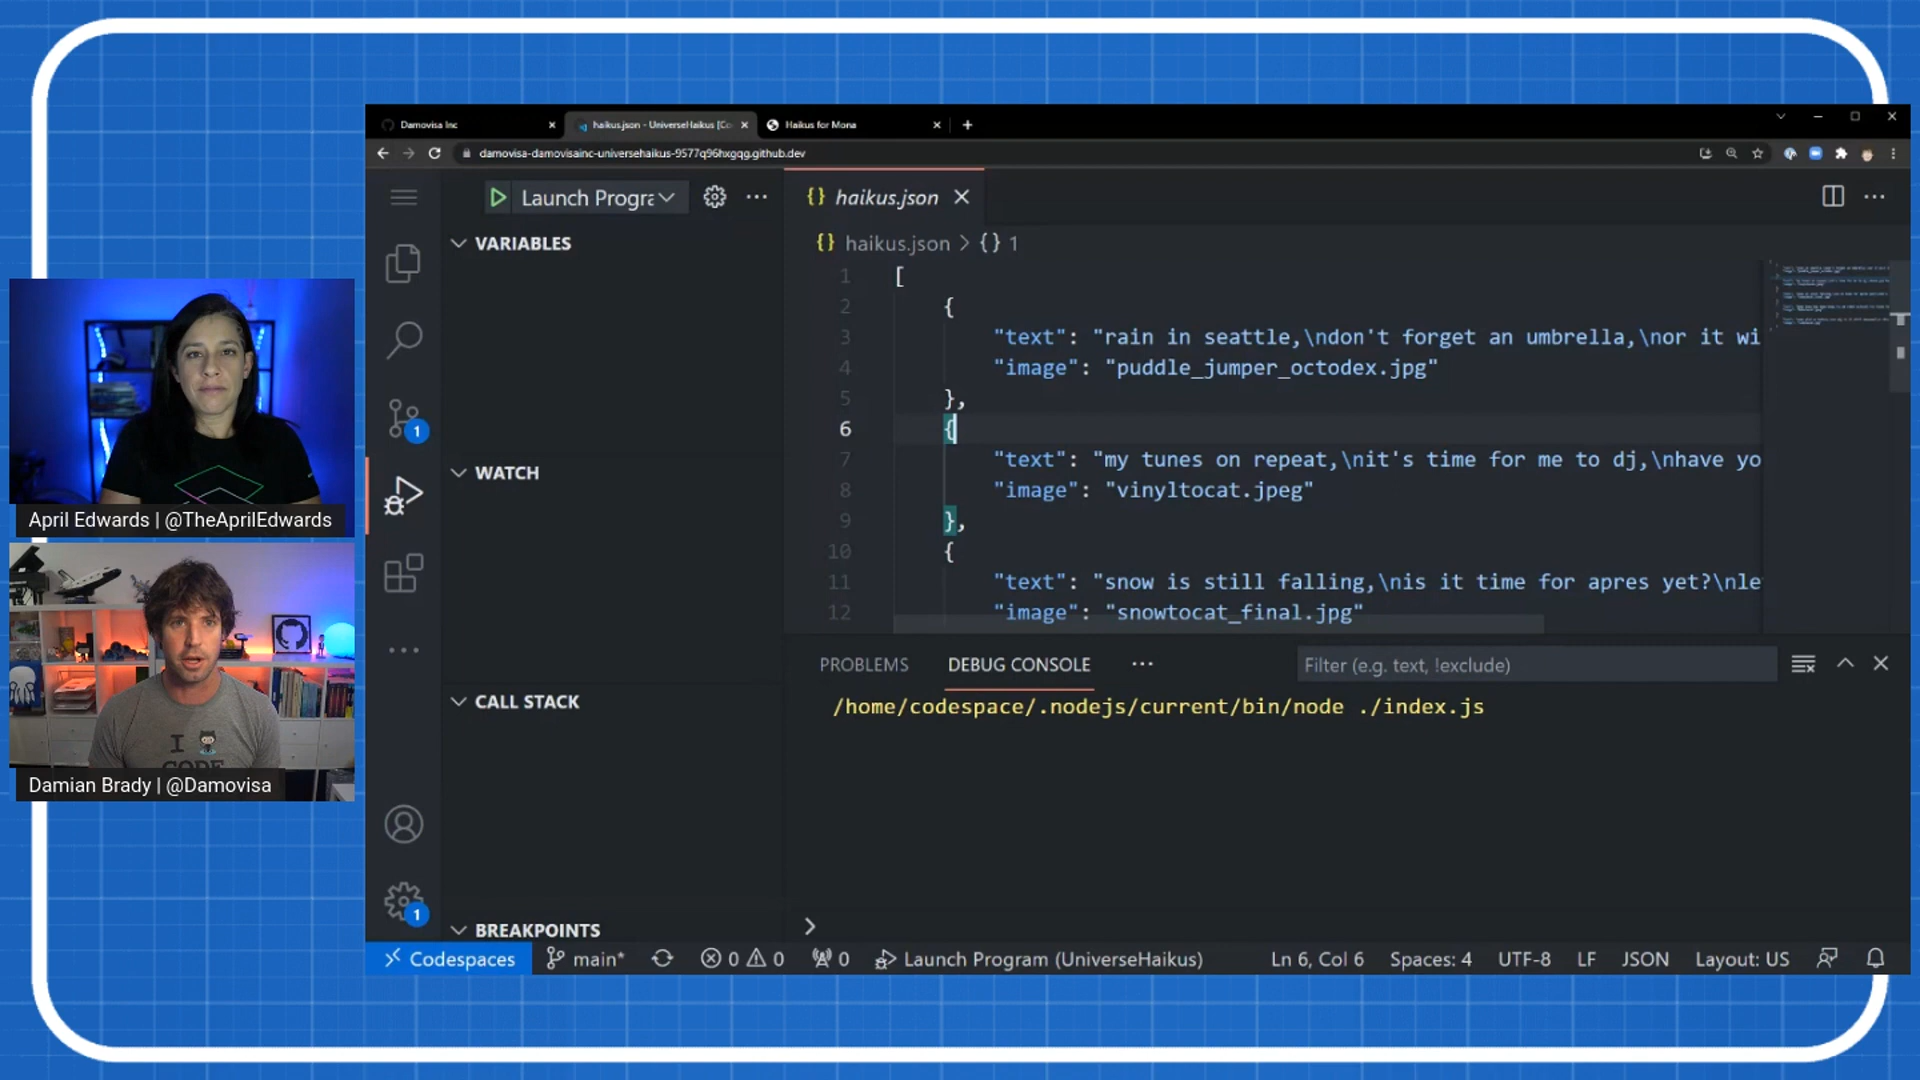 Damovisa Inc
haikus.json - UniverseHaikus [Co
Haikus for Mona
damovisa-damovisainc-universehaikus-9577q96hxgqg.github.dev
Launch Progra
haikus.json
VARIABLES
haikus.json > {} 1
1 [
2 {
3 "text": "rain in seattle,\ndon't forget an umbrella,\nor it wi
4 "image": "puddle_jumper_octodex.jpg"
5 },
6 {
7 "text": "my tunes on repeat,\nit's time for me to dj,\nhave yo
8 "image": "vinyltocat.jpeg"
9 },
10 {
11 "text": "snow is still falling,\nis it time for apres yet?\nle
12 "image": "snowtocat_final.jpg"
1
WATCH
CALL STACK
BREAKPOINTS
1
PROBLEMS DEBUG CONSOLE
Filter (e.g. text, !exclude)
/home/codespace/.nodejs/current/bin/node ./index.js
April Edwards | @TheAprilEdwards
I CODE
Damian Brady | @Damovisa
Codespaces main* 0 0 0 Launch Program (UniverseHaikus) Ln 6, Col 6 Spaces: 4 UTF-8 LF JSON Layout: US